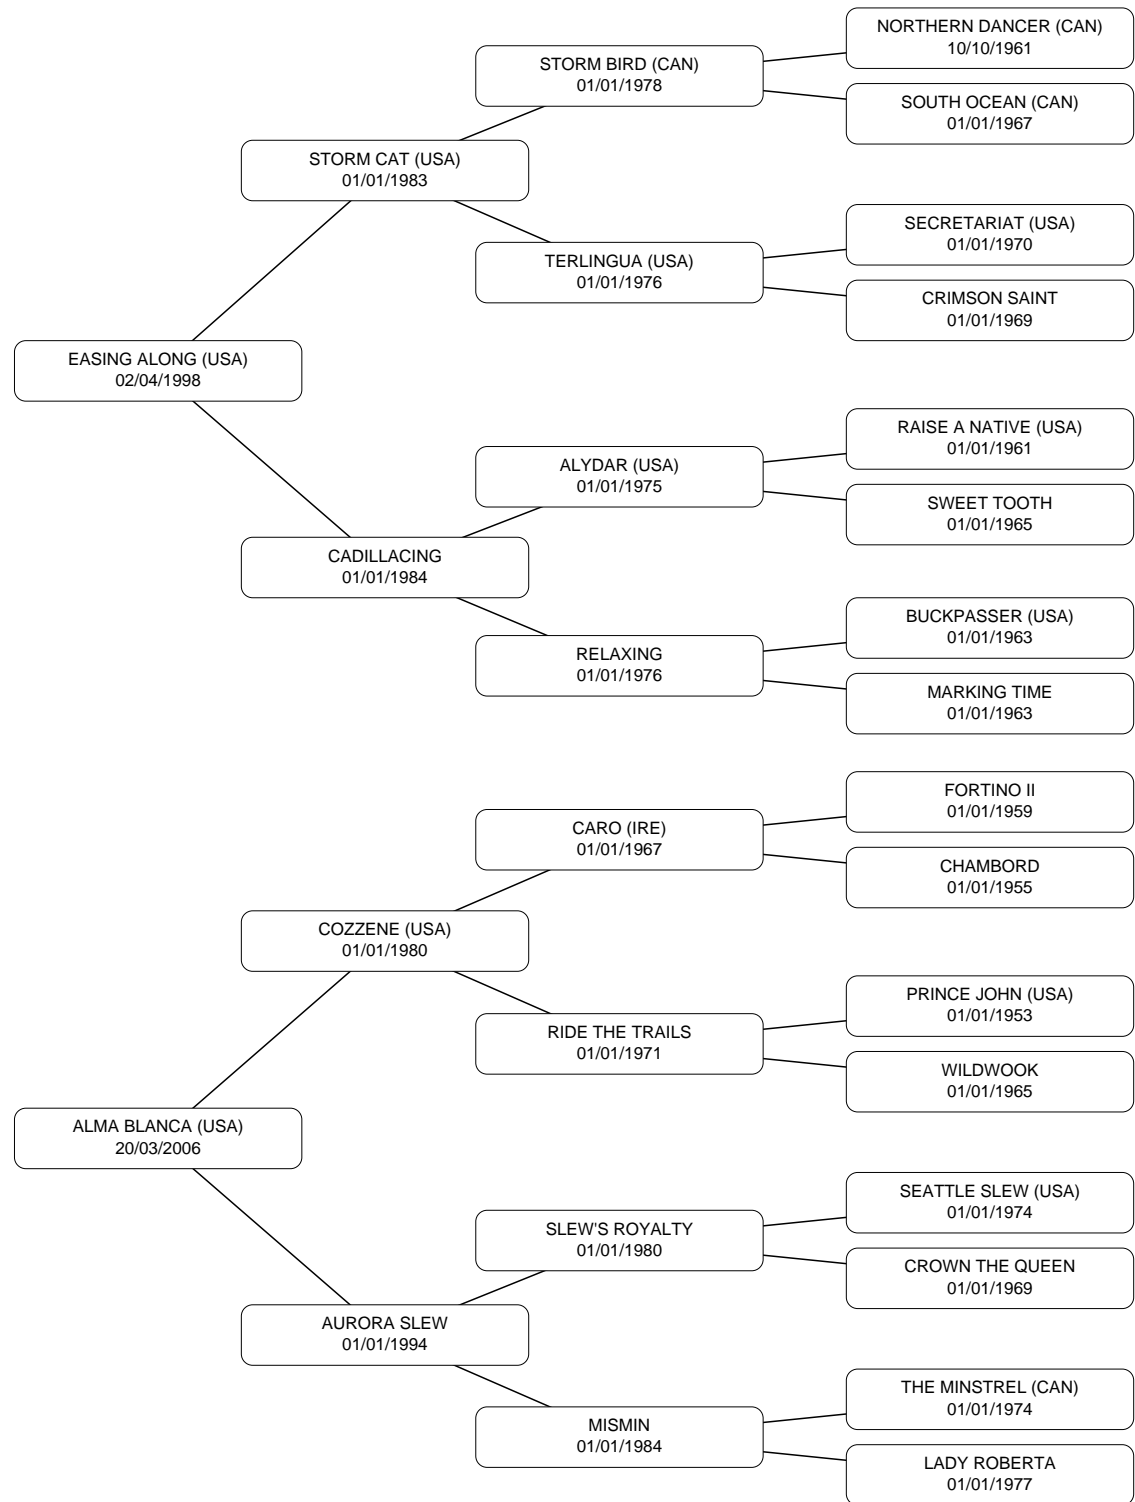 NORTHERN DANCER (CAN)
10/10/1961
STORM BIRD (CAN)
01/01/1978
SOUTH OCEAN (CAN)
01/01/1967
STORM CAT (USA)
01/01/1983
SECRETARIAT (USA)
01/01/1970
TERLINGUA (USA)
01/01/1976
CRIMSON SAINT
01/01/1969
EASING ALONG (USA)
02/04/1998
RAISE A NATIVE (USA)
01/01/1961
ALYDAR (USA)
01/01/1975
SWEET TOOTH
01/01/1965
CADILLACING
01/01/1984
BUCKPASSER (USA)
01/01/1963
RELAXING
01/01/1976
MARKING TIME
01/01/1963
FORTINO II
01/01/1959
CARO (IRE)
01/01/1967
CHAMBORD
01/01/1955
COZZENE (USA)
01/01/1980
PRINCE JOHN (USA)
01/01/1953
RIDE THE TRAILS
01/01/1971
WILDWOOK
01/01/1965
ALMA BLANCA (USA)
20/03/2006
SEATTLE SLEW (USA)
01/01/1974
SLEW'S ROYALTY
01/01/1980
CROWN THE QUEEN
01/01/1969
AURORA SLEW
01/01/1994
THE MINSTREL (CAN)
01/01/1974
MISMIN
01/01/1984
LADY ROBERTA
01/01/1977